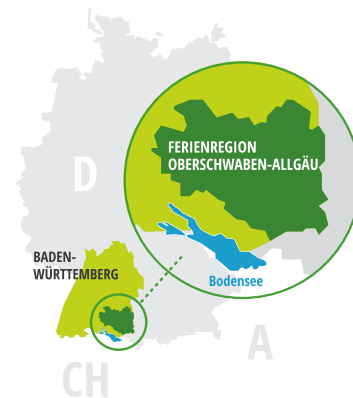 FERIENREGION
OBERSCHWABEN-ALLGÄU
D
BADEN-
WÜRTTEMBERG
Bodensee
A
CH